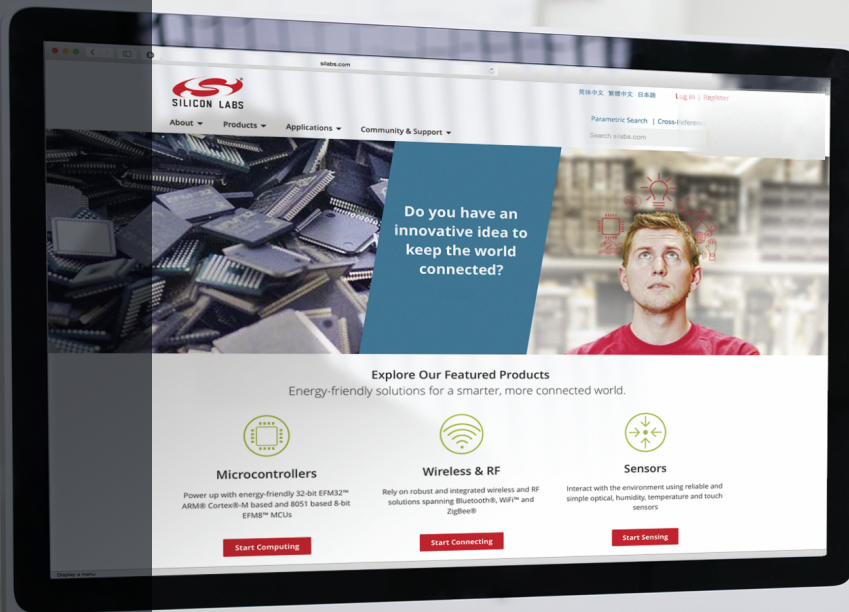 silabs.com
SILICON LABS
简体中文 繁體中文 日本語
Log In | Register
About Products Applications Community & Support
Parametric Search | Cross-Reference
Search silabs.com
Do you have an
innovative idea to
keep the world
connected?
Explore Our Featured Products
Energy-friendly solutions for a smarter, more connected world.
Microcontrollers
Power up with energy-friendly 32-bit EFM32™
ARM® Cortex®-M based and 8051 based 8-bit
EFM8™ MCUs
Start Computing
Wireless & RF
Rely on robust and integrated wireless and RF
solutions spanning Bluetooth®, WiFi™ and
ZigBee®
Start Connecting
Sensors
Interact with the environment using reliable and
simple optical, humidity, temperature and touch
sensors
Start Sensing
Display a menu